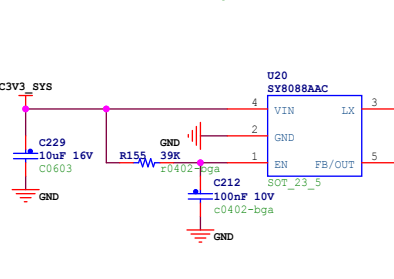 U20
SY8088AAC
C3V3_SYS
4 VIN LX 3
2 GND
C229
10uF 16V
C0603
GND
R155 39K
r0402-bga
1 EN FB/OUT 5
SOT_23_5
C212
100nF 10V
c0402-bga
GND
GND